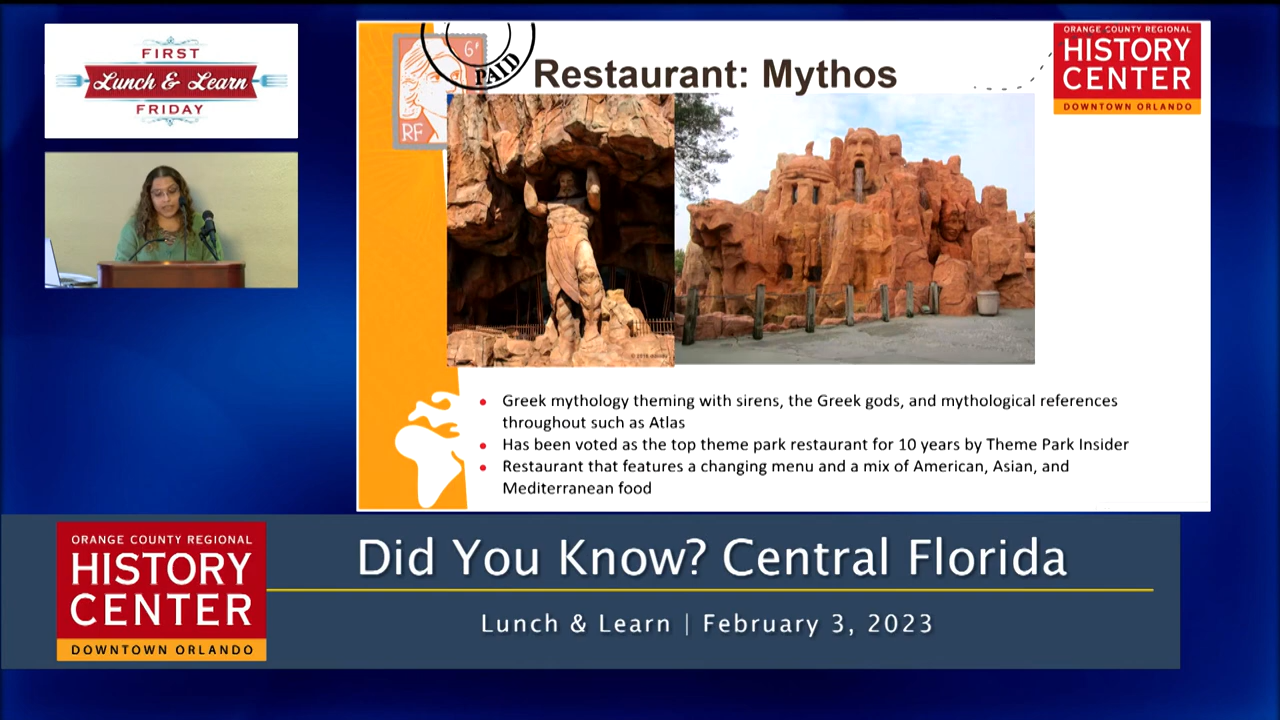 FIRST
Lunch & Learn
FRIDAY
6f
PAID
RF
Restaurant: Mythos
ORANGE COUNTY REGIONAL
HISTORY
CENTER
DOWNTOWN ORLANDO
• Greek mythology theming with sirens, the Greek gods, and mythological references
throughout such as Atlas
• Has been voted as the top theme park restaurant for 10 years by Theme Park Insider
• Restaurant that features a changing menu and a mix of American, Asian, and
Mediterranean food
ORANGE COUNTY REGIONAL
HISTORY
CENTER
DOWNTOWN ORLANDO
Did You Know? Central Florida
Lunch & Learn | February 3, 2023